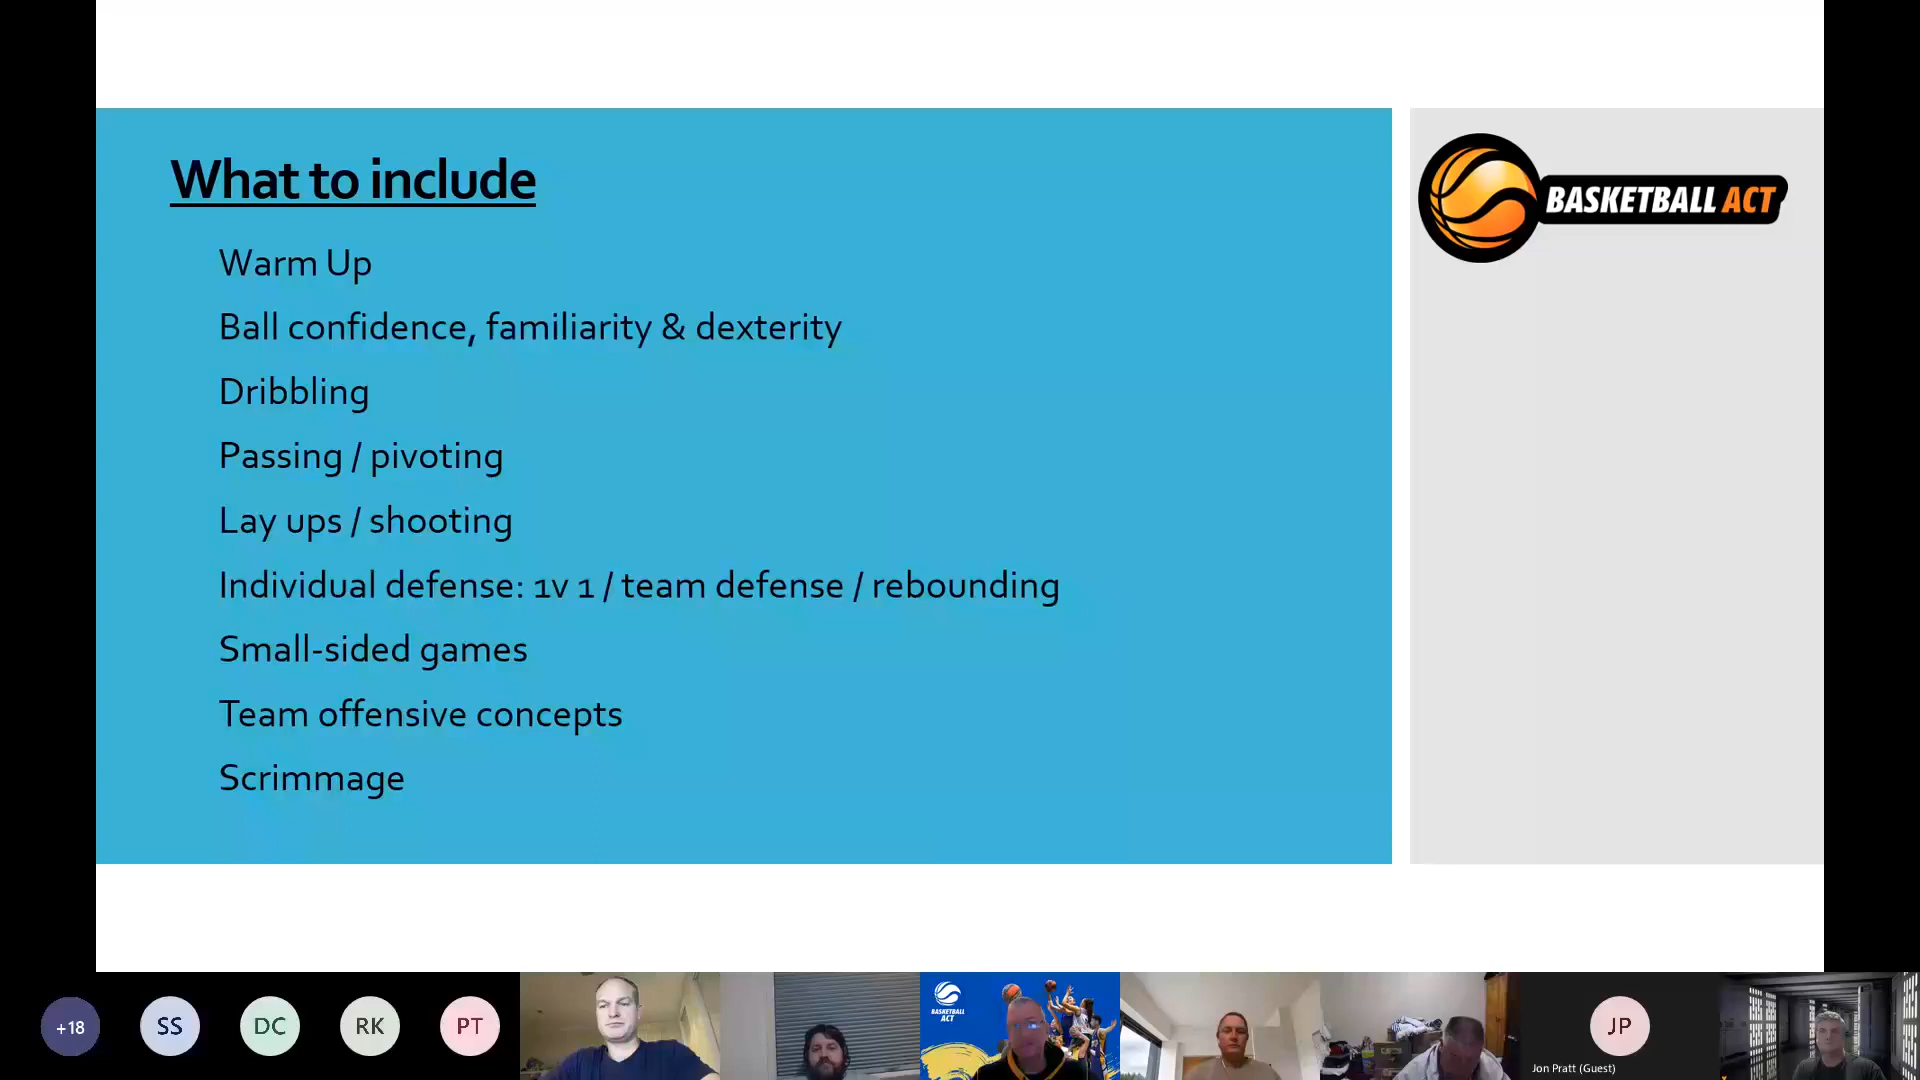 What to include
Warm Up
Ball confidence, familiarity & dexterity
Dribbling
Passing / pivoting
Lay ups / shooting
Individual defense: 1v 1 / team defense / rebounding
Small-sided games
Team offensive concepts
Scrimmage
BASKETBALL ACT
+18
SS
DC
RK
PT
BASKETBALL
ACT
JP
Jon Pratt (Guest)